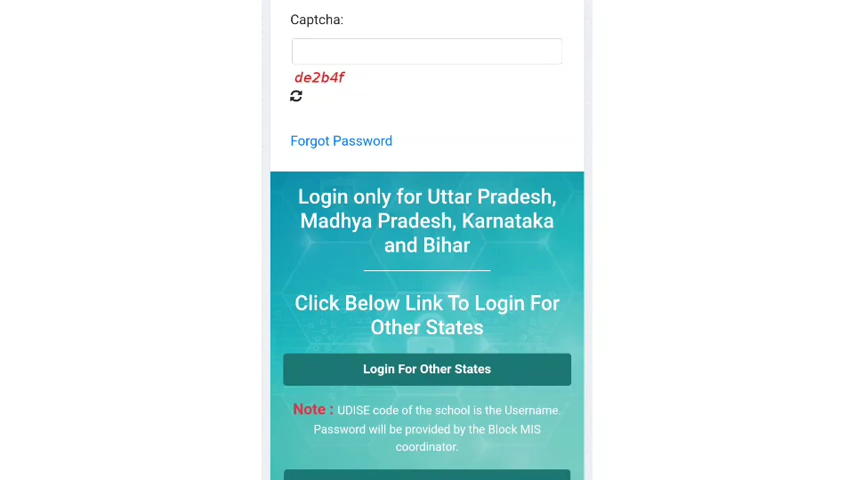 Captcha:
de2b4f
Forgot Password
Login only for Uttar Pradesh,
Madhya Pradesh, Karnataka
and Bihar
Click Below Link To Login For
Other States
Login For Other States
Note : UDISE code of the school is the Username.
Password will be provided by the Block MIS
coordinator.